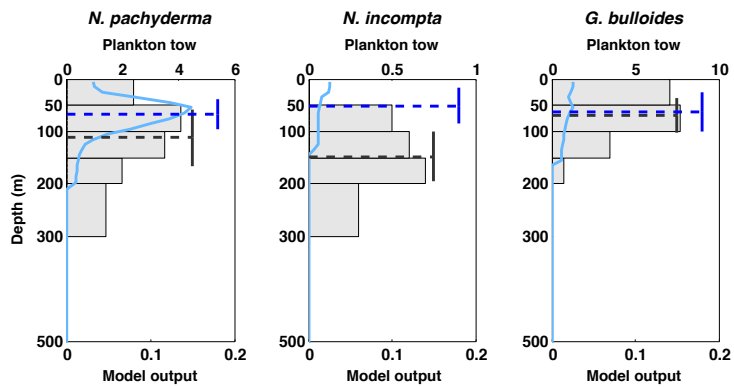 N. pachyderma N. incompta G. bulloides
Plankton tow Plankton tow Plankton tow
0 2 4 6 0 0.5 1 0 5 10
0 0 0
50 50 50
100 100 100
150 150 150
200 200 200
300 300 300
500 500 500
Depth (m)
0 0.1 0.2 0 0.1 0.2 0 0.1 0.2
Model output Model output Model output